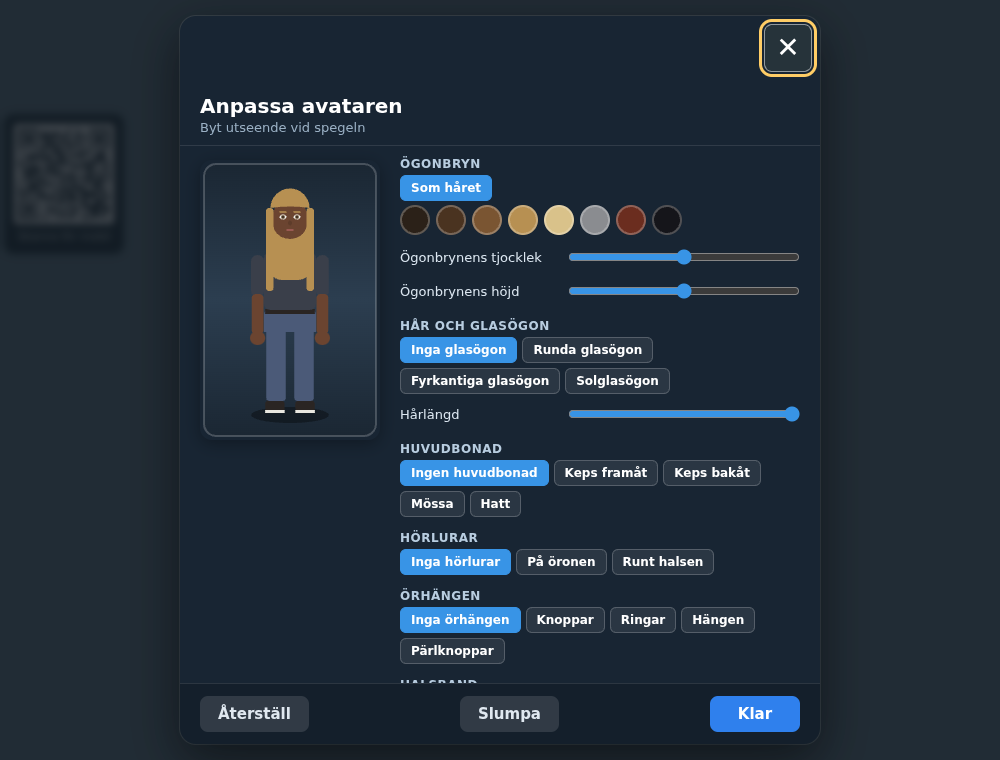 ✕
Anpassa avataren
Byt utseende vid spegeln
ÖGONBRYN
Som håret
Ögonbrynens tjocklek
Ögonbrynens höjd
HÅR OCH GLASÖGON
Inga glasögon Runda glasögon
Fyrkantiga glasögon Solglasögon
Hårlängd
HUVUDBONAD
Ingen huvudbonad Keps framåt Keps bakåt
Mössa Hatt
HÖRLURAR
Inga hörlurar På öronen Runt halsen
ÖRHÄNGEN
Inga örhängen Knoppar Ringar Hängen
Pärlknoppar
Återställ Slumpa Klar